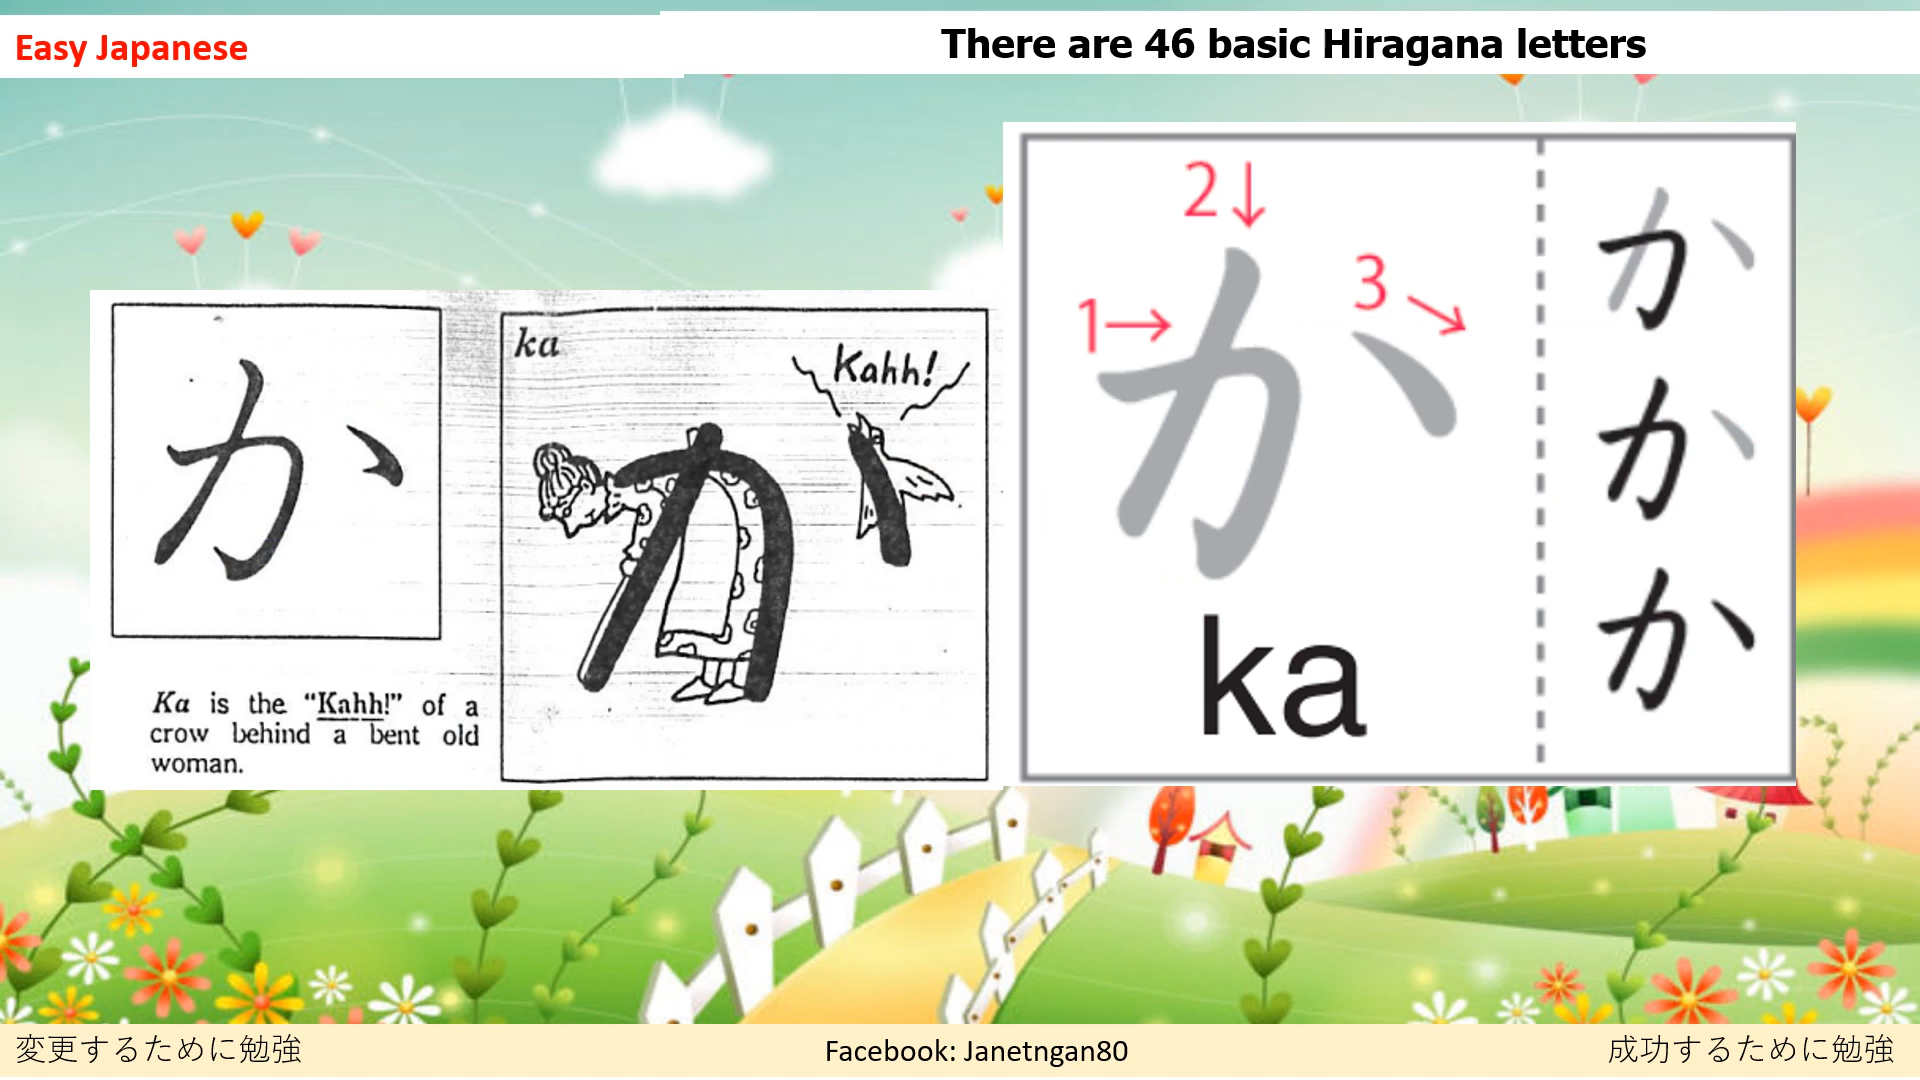 Easy Japanese
There are 46 basic Hiragana letters
か
Ka is the “Kahh!” of a
crow behind a bent old
woman.
ka
Kahh!
1→
2↓
3↘
か
ka
か
か
か
変更するために勉強
Facebook: Janetngan80
成功するために勉強